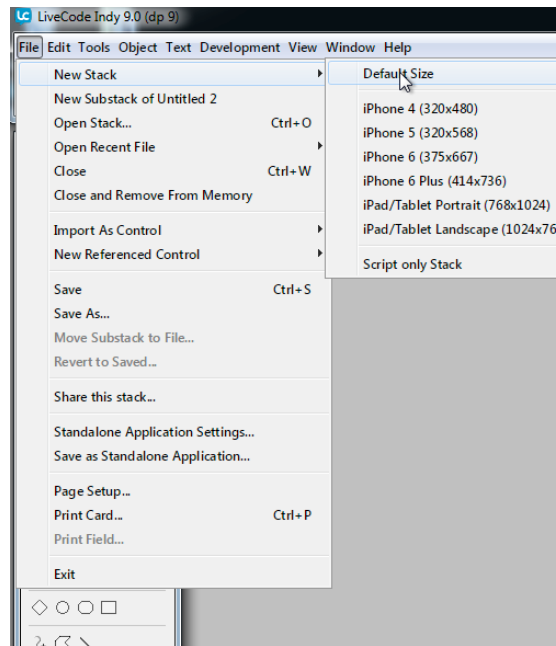 LiveCode Indy 9.0 (dp 9)
File Edit Tools Object Text Development View Window Help
New Stack
New Substack of Untitled 2
Open Stack... Ctrl+O
Open Recent File
Close Ctrl+W
Close and Remove From Memory
Import As Control
New Referenced Control
Save Ctrl+S
Save As...
Move Substack to File...
Revert to Saved...
Share this stack...
Standalone Application Settings...
Save as Standalone Application...
Page Setup...
Print Card... Ctrl+P
Print Field...
Exit
Default Size
iPhone 4 (320x480)
iPhone 5 (320x568)
iPhone 6 (375x667)
iPhone 6 Plus (414x736)
iPad/Tablet Portrait (768x1024)
iPad/Tablet Landscape (1024x76
Script only Stack